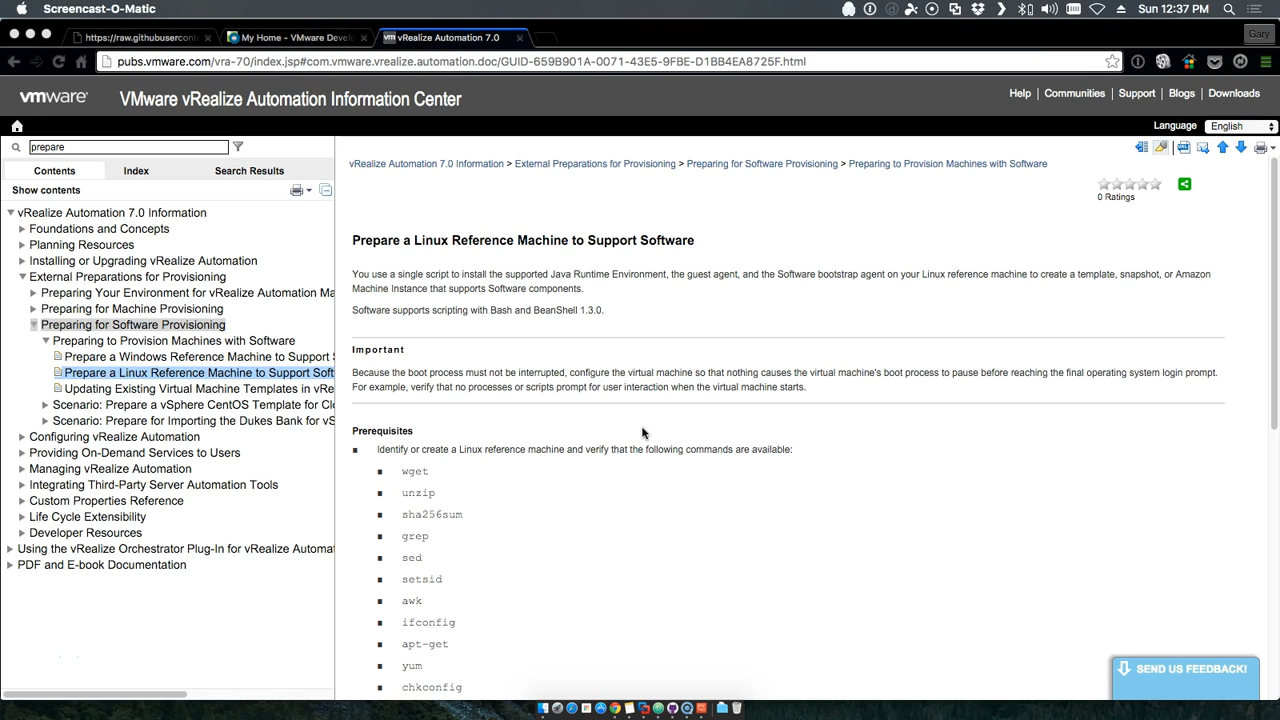 Screencast-O-Matic
Sun 12:37 PM
https://raw.githubusercont
My Home - VMware Develo
vRealize Automation 7.0
Gary
pubs.vmware.com/vra-70/index.jsp#com.vmware.vrealize.automation.doc/GUID-659B901A-0071-43E5-9FBE-D1BB4EA8725F.html
vmware
VMware vRealize Automation Information Center
Help
Communities
Support
Blogs
Downloads
Language
English
prepare
Contents
Index
Search Results
Show contents
vRealize Automation 7.0 Information
Foundations and Concepts
Planning Resources
Installing or Upgrading vRealize Automation
External Preparations for Provisioning
Preparing Your Environment for vRealize Automation Ma
Preparing for Machine Provisioning
Preparing for Software Provisioning
Preparing to Provision Machines with Software
Prepare a Windows Reference Machine to Support S
Prepare a Linux Reference Machine to Support Soft
Updating Existing Virtual Machine Templates in vRe
Scenario: Prepare a vSphere CentOS Template for Cl
Scenario: Prepare for Importing the Dukes Bank for vS
Configuring vRealize Automation
Providing On-Demand Services to Users
Managing vRealize Automation
Integrating Third-Party Server Automation Tools
Custom Properties Reference
Life Cycle Extensibility
Developer Resources
Using the vRealize Orchestrator Plug-In for vRealize Automat
PDF and E-book Documentation
vRealize Automation 7.0 Information > External Preparations for Provisioning > Preparing for Software Provisioning > Preparing to Provision Machines with Software
0 Ratings
Prepare a Linux Reference Machine to Support Software
You use a single script to install the supported Java Runtime Environment, the guest agent, and the Software bootstrap agent on your Linux reference machine to create a template, snapshot, or Amazon
Machine Instance that supports Software components.
Software supports scripting with Bash and BeanShell 1.3.0.
Important
Because the boot process must not be interrupted, configure the virtual machine so that nothing causes the virtual machine's boot process to pause before reaching the final operating system login prompt.
For example, verify that no processes or scripts prompt for user interaction when the virtual machine starts.
Prerequisites
Identify or create a Linux reference machine and verify that the following commands are available:
wget
unzip
sha256sum
grep
sed
setsid
awk
ifconfig
apt-get
yum
chkconfig
SEND US FEEDBACK!